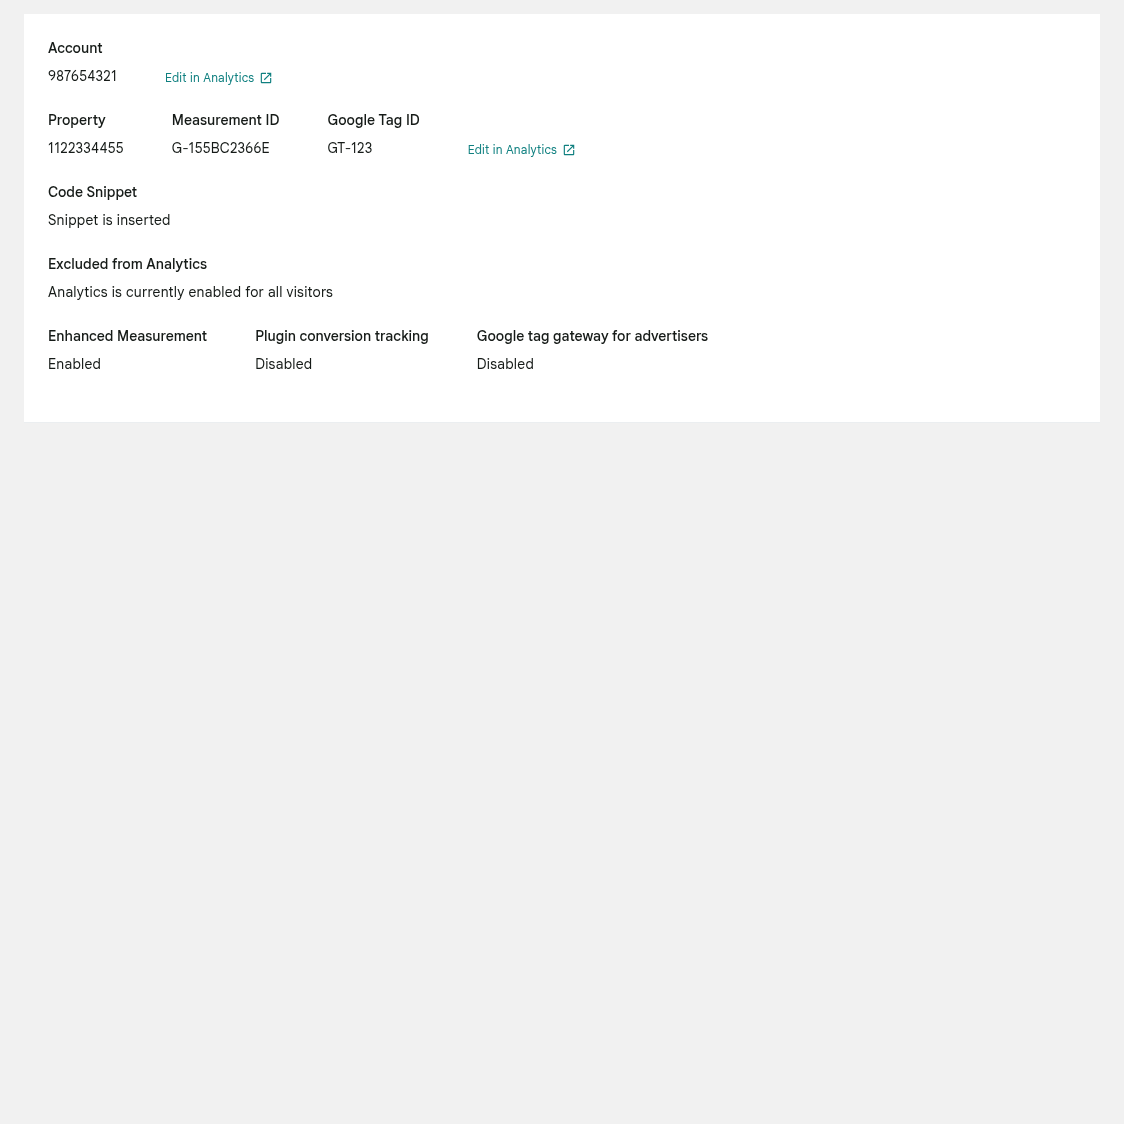 Account
987654321 Edit in Analytics
Property Measurement ID Google Tag ID
1122334455 G-155BC2366E GT-123 Edit in Analytics
Code Snippet
Snippet is inserted
Excluded from Analytics
Analytics is currently enabled for all visitors
Enhanced Measurement Plugin conversion tracking Google tag gateway for advertisers
Enabled Disabled Disabled